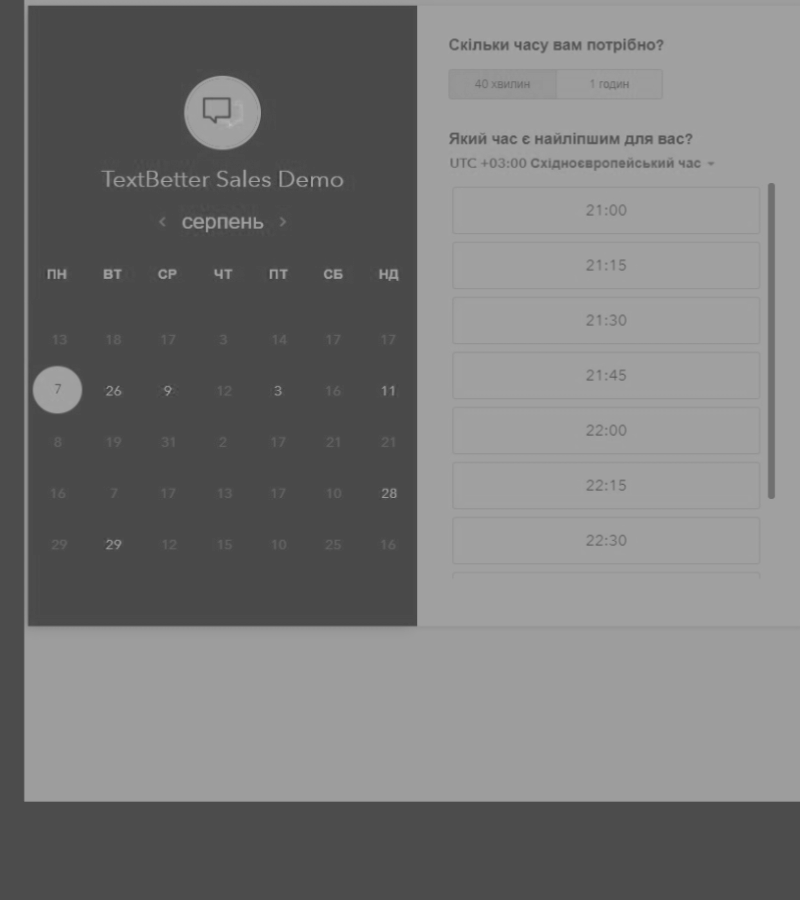 TextBetter Sales Demo
серпень
ПН ВТ СР ЧТ ПТ СБ НД
13 18 17 3 14 17 17
7 26 9 12 3 16 11
8 19 31 2 17 21 21
16 7 17 13 17 10 28
29 29 12 15 10 25 16
Скільки часу вам потрібно?
40 хвилин 1 годин
Який час є найліпшим для вас?
UTC +03:00 Східноєвропейський час
21:00
21:15
21:30
21:45
22:00
22:15
22:30